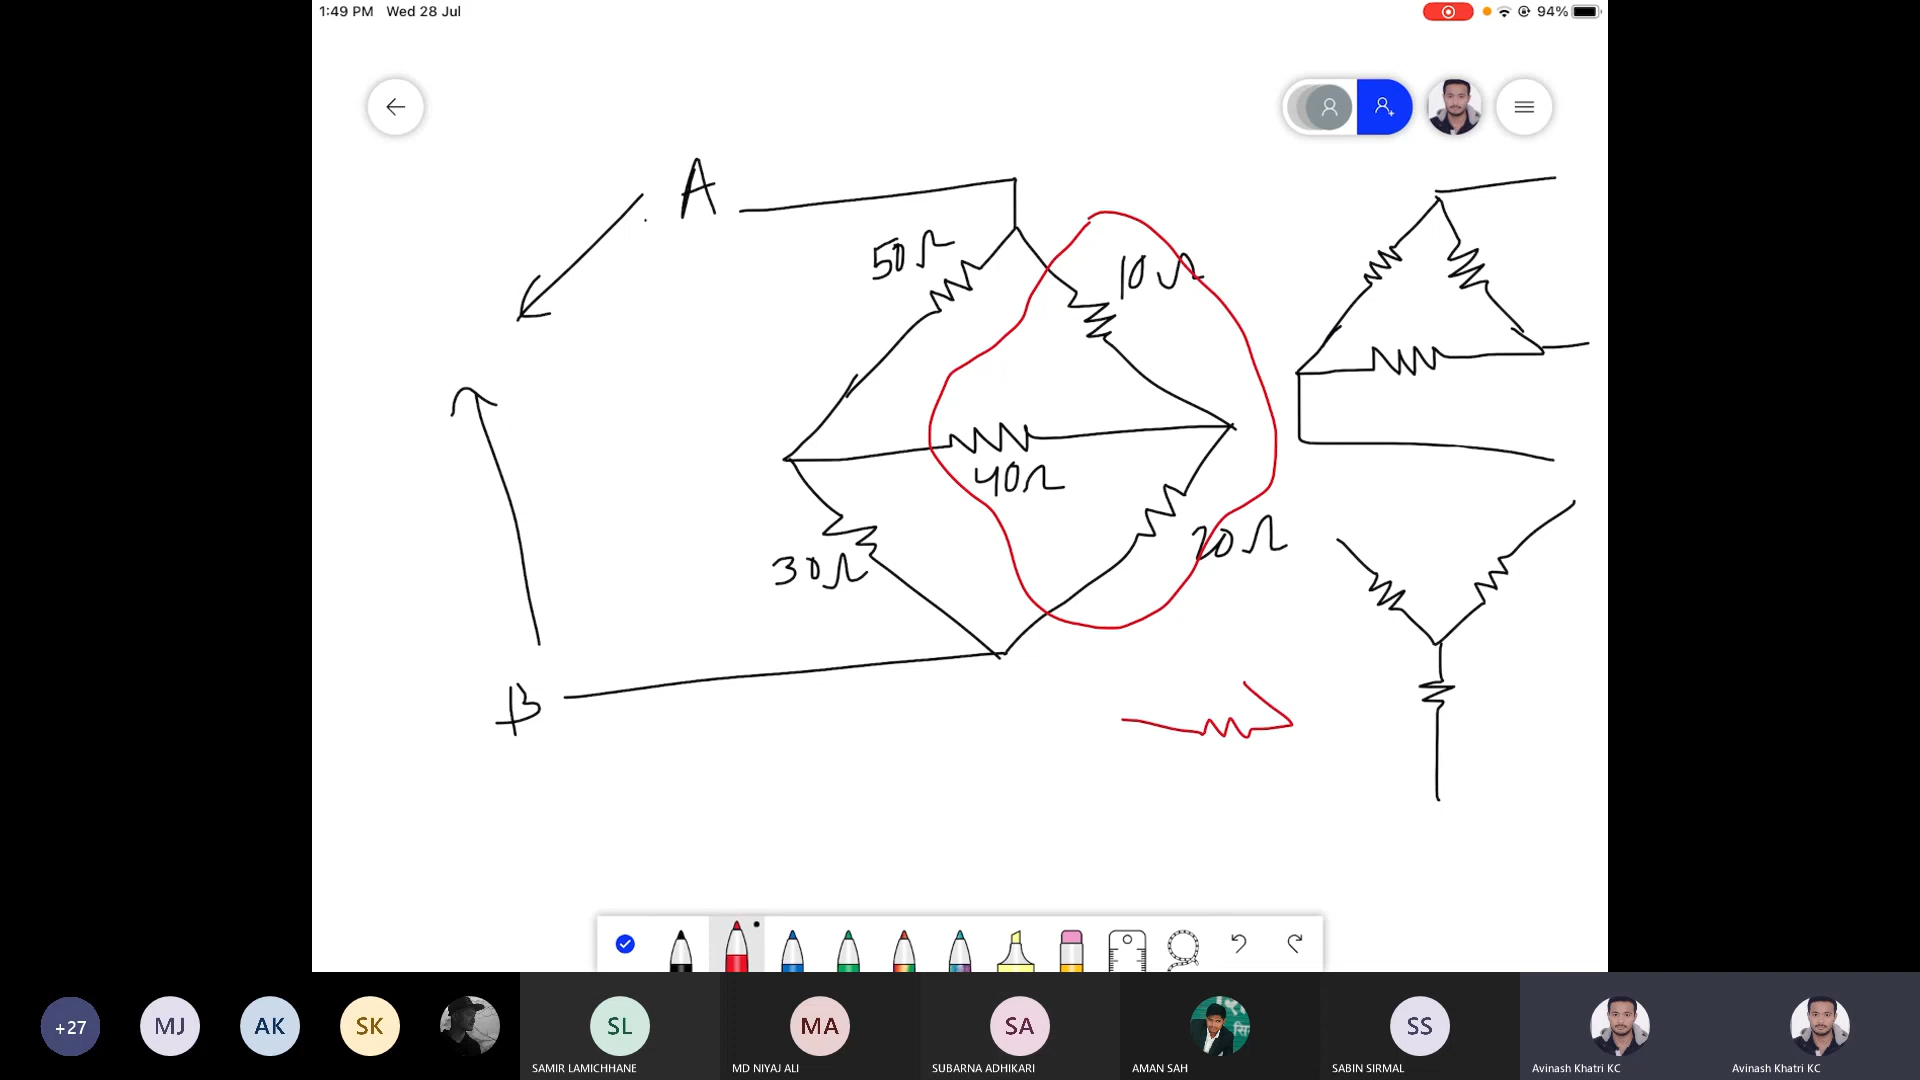 1:49 PM Wed 28 Jul
94%
A
50Ω
10Ω
40Ω
20Ω
30Ω
B
+27
MJ
AK
SK
SL
MA
SA
SS
SAMIR LAMICHHANE
MD NIYAJ ALI
SUBARNA ADHIKARI
AMAN SAH
SABIN SIRMAL
Avinash Khatri KC
Avinash Khatri KC